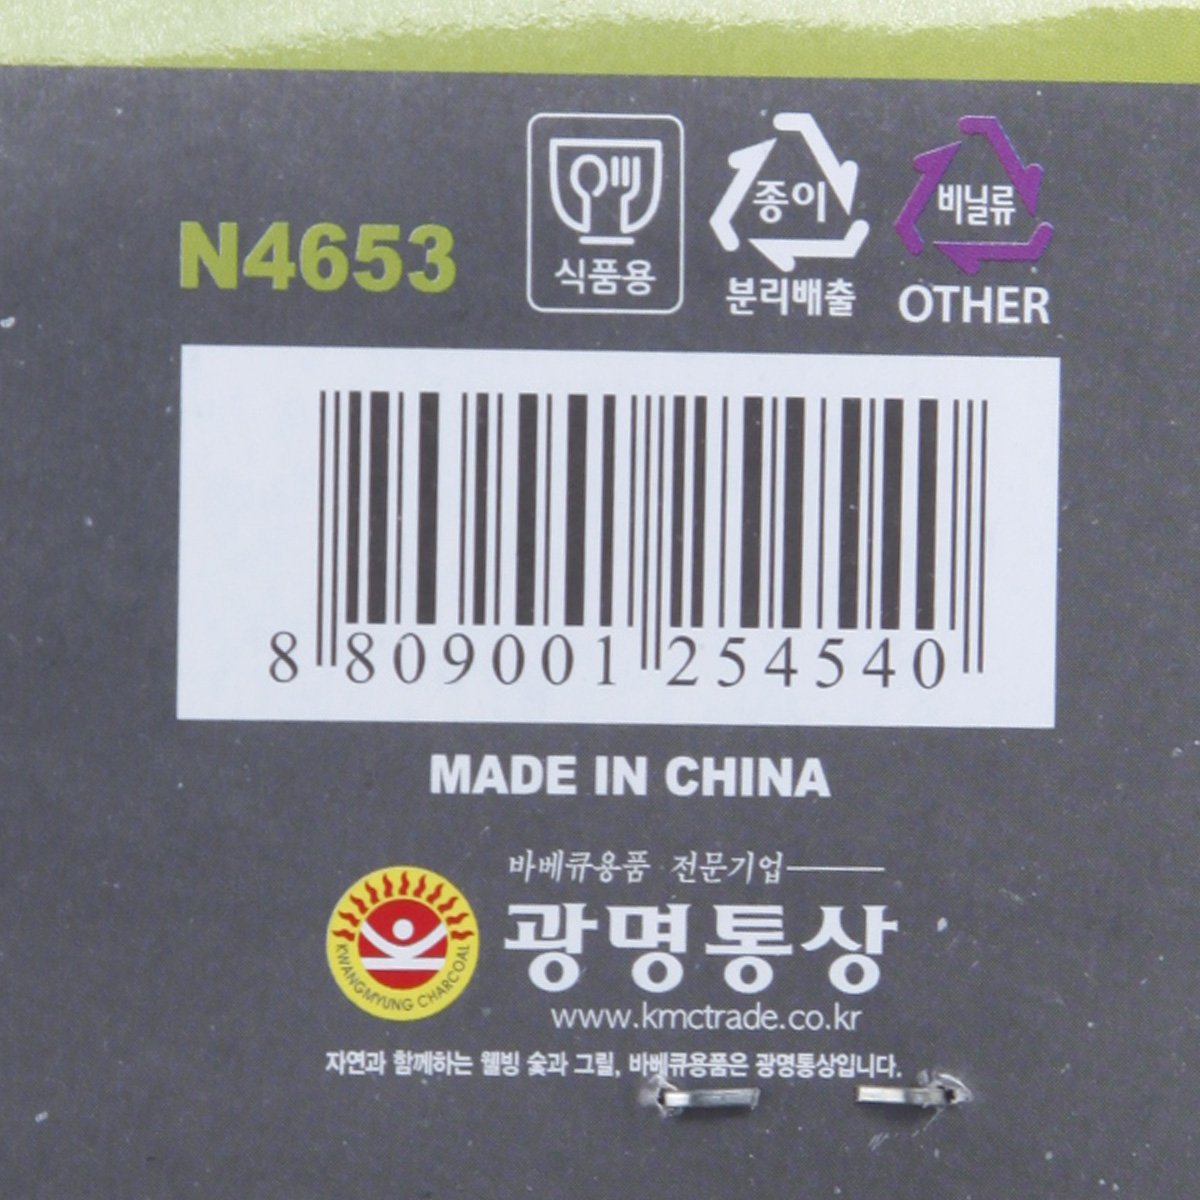 N4653
식품용
종이
분리배출
비닐류
OTHER
8 809001 254540
MADE IN CHINA
바베큐용품 전문기업
광명통상
KWANGMYUNG CHARCOAL
www.kmctrade.co.kr
자연과 함께하는 웰빙 숯과 그릴, 바베큐용품은 광명통상입니다.